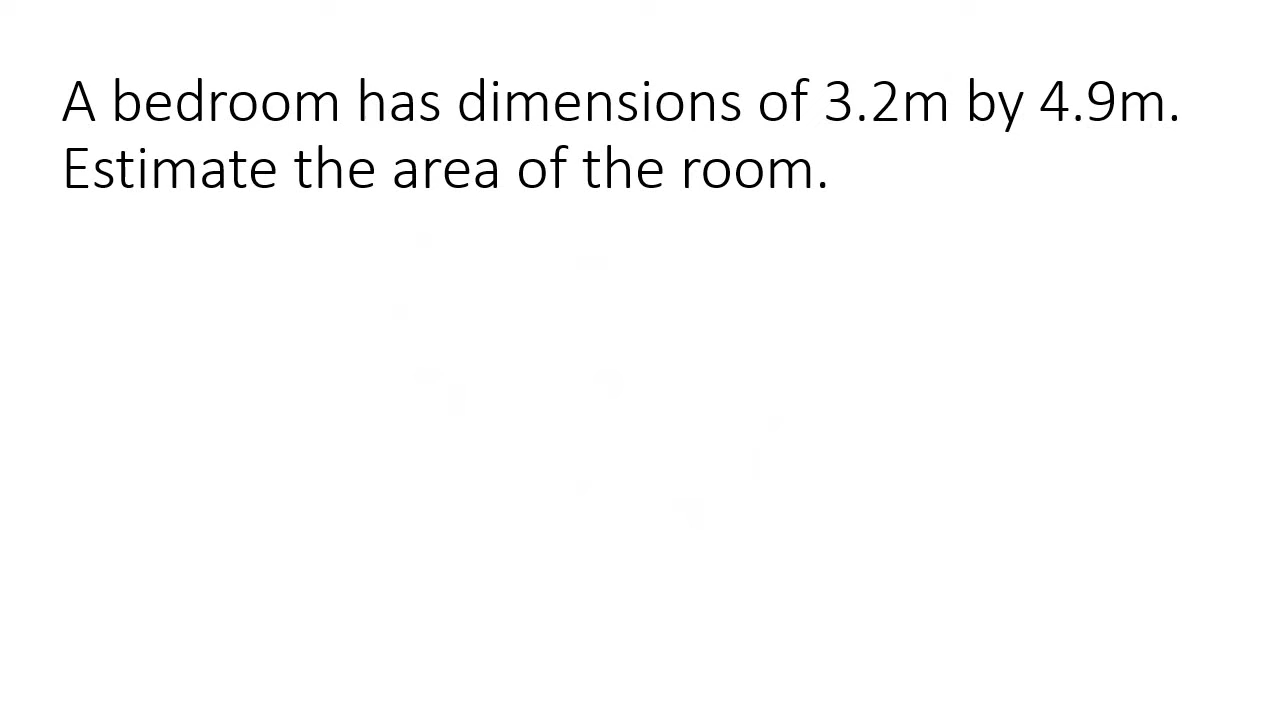 A bedroom has dimensions of 3.2m by 4.9m.
Estimate the area of the room.